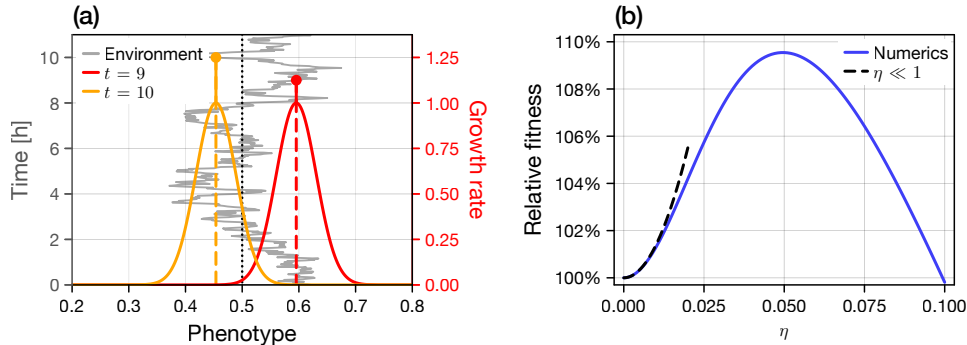 (a)
Time [h]
10
8
6
4
2
0
Environment
t = 9
t = 10
1.25
1.00
0.75
0.50
0.25
0.00
Growth rate
0.2
0.3
0.4
0.5
0.6
0.7
0.8
Phenotype
(b)
Relative fitness
110%
108%
106%
104%
102%
100%
Numerics
η ≪ 1
0.000
0.025
0.050
0.075
0.100
η